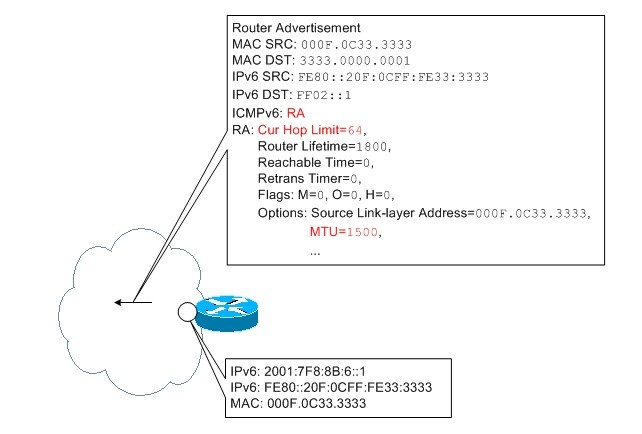 Router Advertisement
MAC SRC: 000F.0C33.3333
MAC DST: 3333.0000.0001
IPv6 SRC: FE80::20F:0CFF:FE33:3333
IPv6 DST: FF02::1
ICMPv6: RA
RA: Cur Hop Limit=64,
Router Lifetime=1800,
Reachable Time=0,
Retrans Timer=0,
Flags: M=0, O=0, H=0,
Options: Source Link-layer Address=000F.0C33.3333,
MTU=1500,
...
IPv6: 2001:7F8:8B:6::1
IPv6: FE80::20F:0CFF:FE33:3333
MAC: 000F.0C33.3333